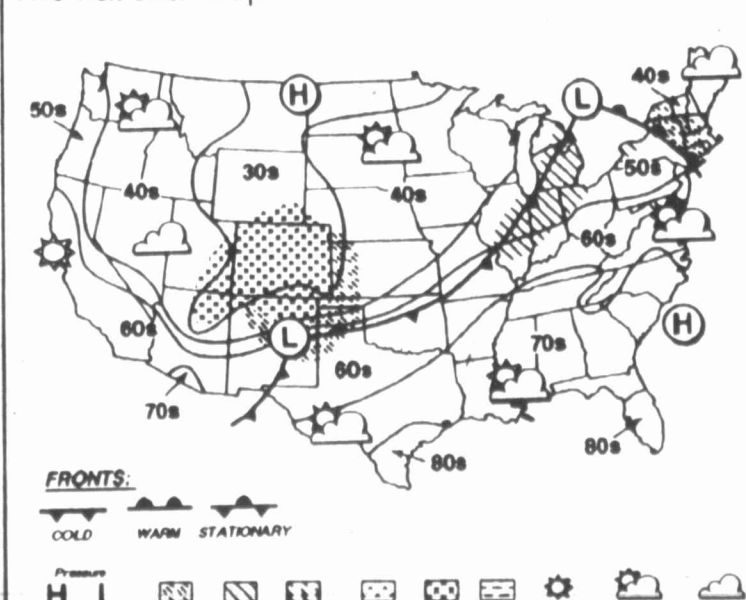 H
L
40s
50s
30s
50s
40s
40s
60s
60s
L
H
70s
60s
70s
80s
80s
FRONTS:
COLD WARM STATIONARY
Pressure
H L